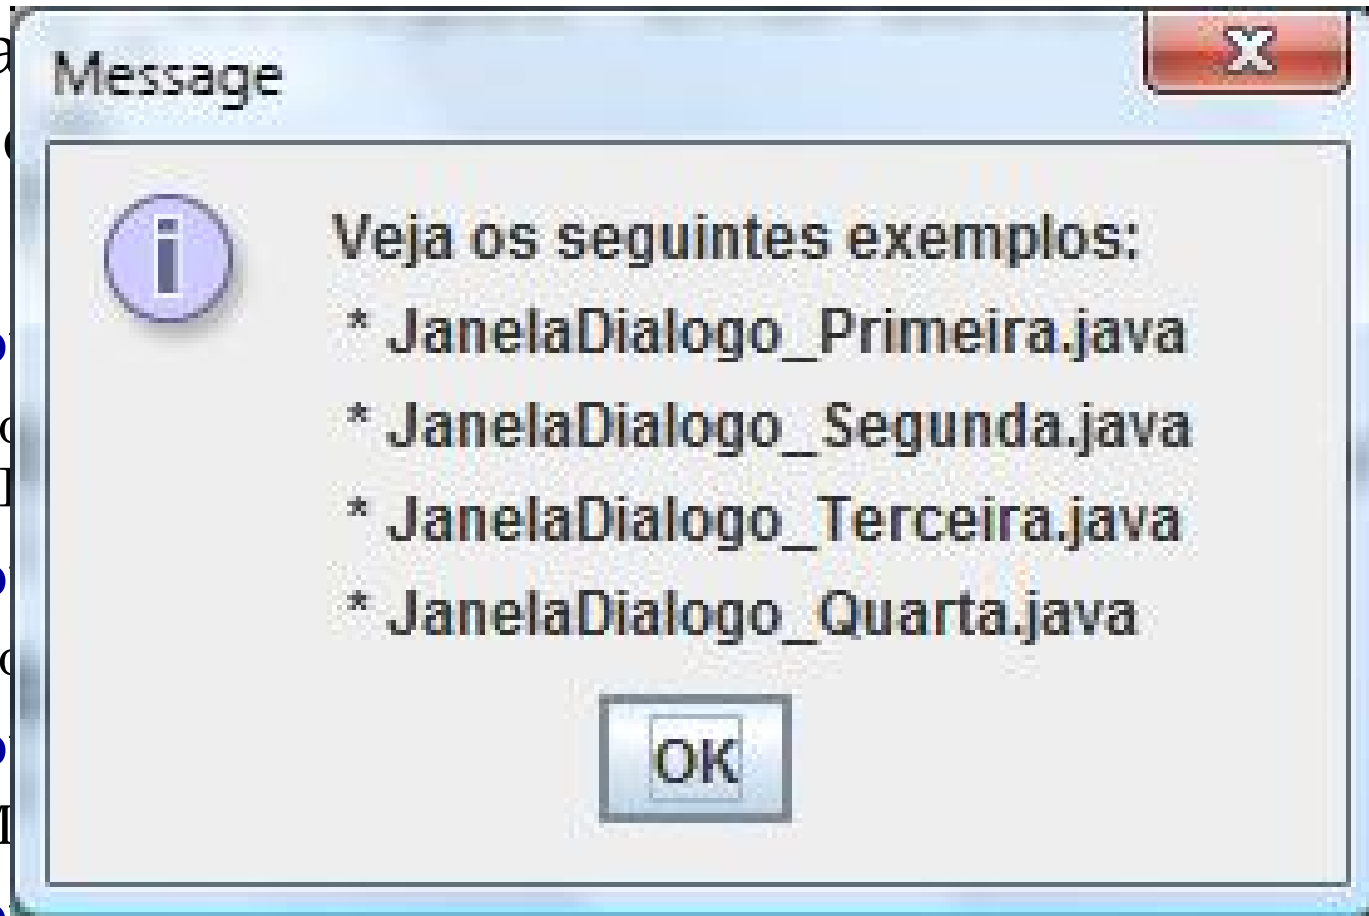 Message
i
Veja os seguintes exemplos:
* JanelaDialogo_Primeira.java
* JanelaDialogo_Segunda.java
* JanelaDialogo_Terceira.java
* JanelaDialogo_Quarta.java
OK